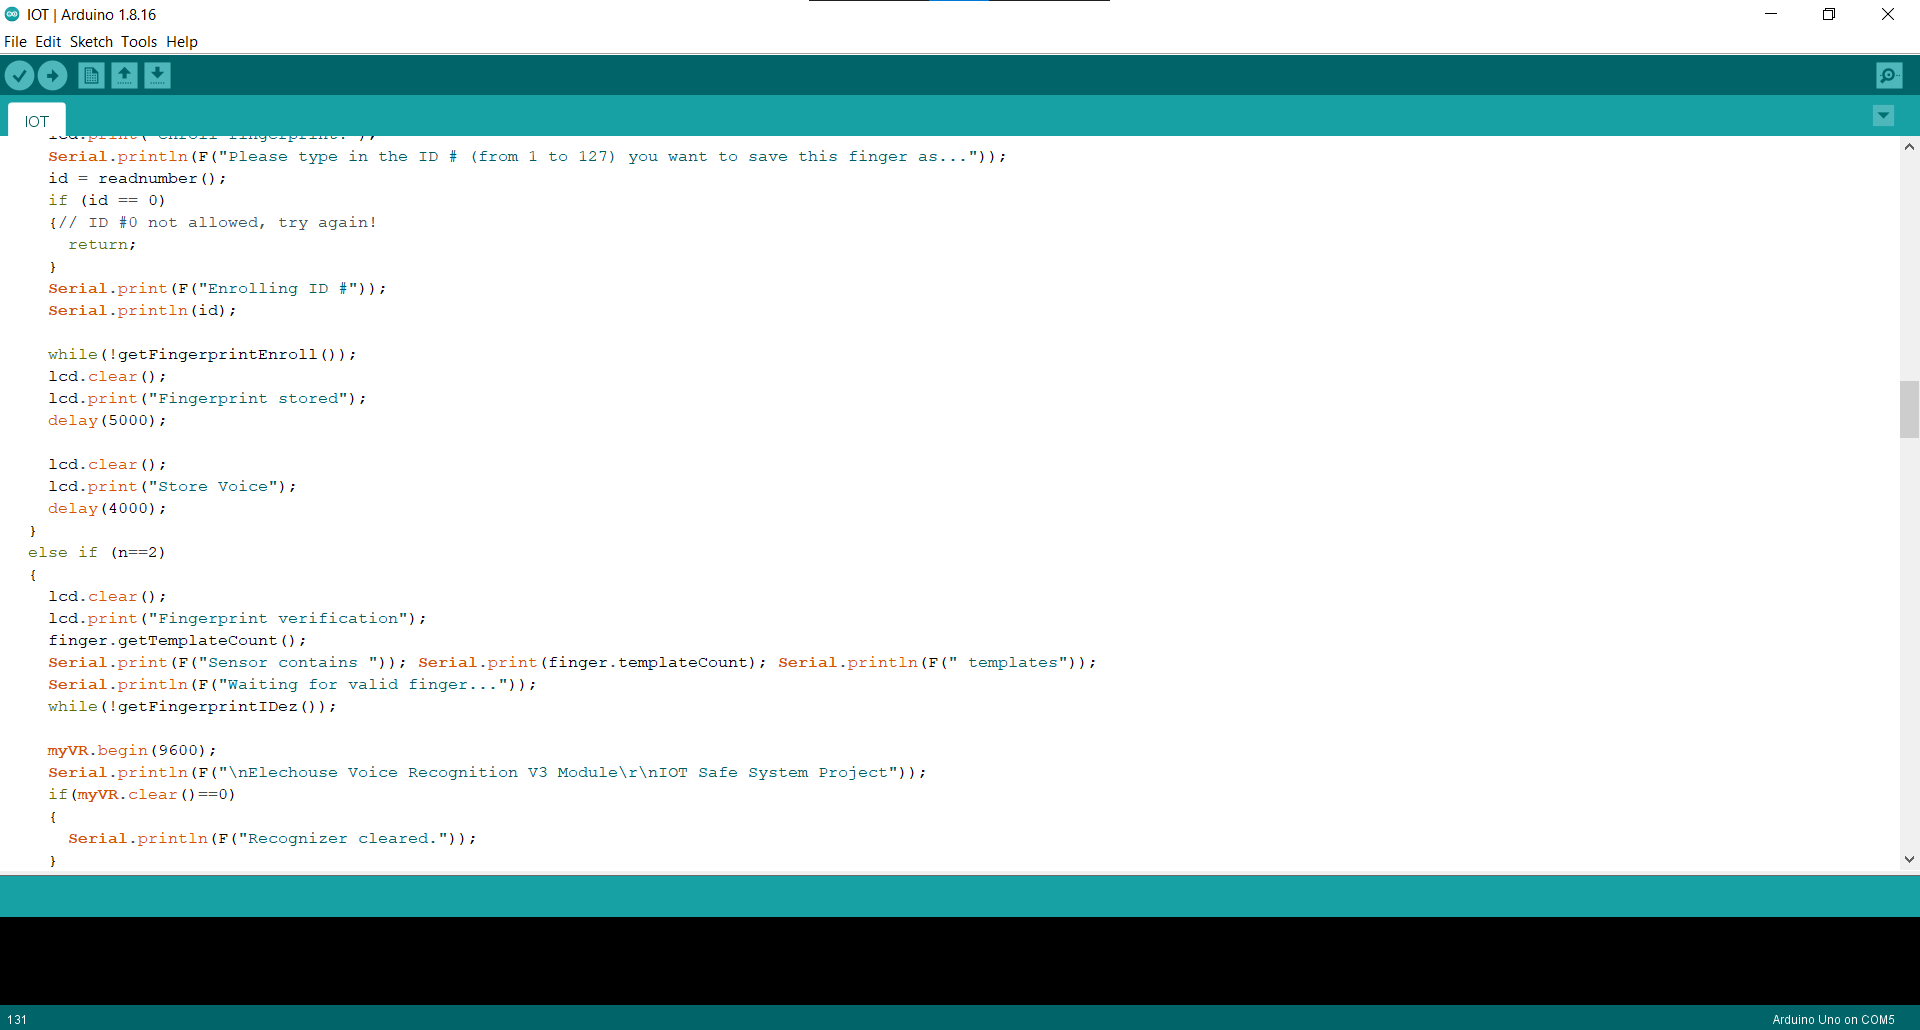 IOT | Arduino 1.8.16
File Edit Sketch Tools Help
IOT
lcd.print("Enroll fingerprint.");
Serial.println(F("Please type in the ID # (from 1 to 127) you want to save this finger as..."));
id = readnumber();
if (id == 0)
{// ID #0 not allowed, try again!
return;
}
Serial.print(F("Enrolling ID #"));
Serial.println(id);
while(!getFingerprintEnroll());
lcd.clear();
lcd.print("Fingerprint stored");
delay(5000);
lcd.clear();
lcd.print("Store Voice");
delay(4000);
}
else if (n==2)
{
lcd.clear();
lcd.print("Fingerprint verification");
finger.getTemplateCount();
Serial.print(F("Sensor contains ")); Serial.print(finger.templateCount); Serial.println(F(" templates"));
Serial.println(F("Waiting for valid finger..."));
while(!getFingerprintIDez());
myVR.begin(9600);
Serial.println(F("\nElechouse Voice Recognition V3 Module\r\nIOT Safe System Project"));
if(myVR.clear()==0)
{
Serial.println(F("Recognizer cleared."));
}
131
Arduino Uno on COM5